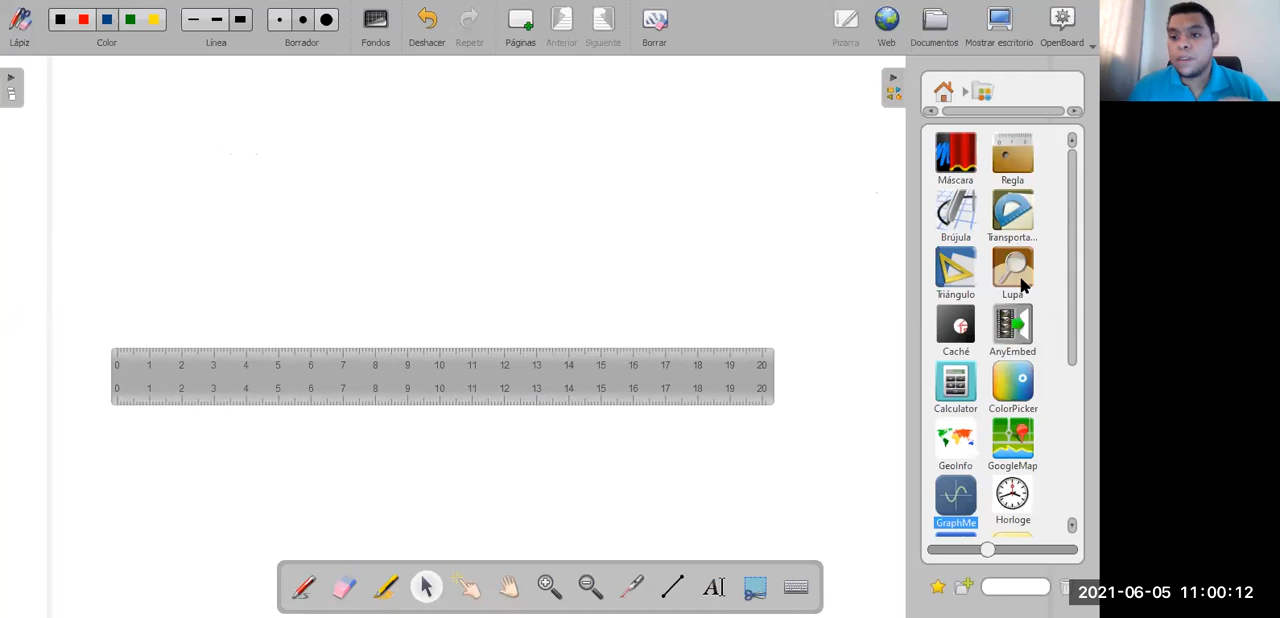 Lápiz
Color
Línea
Borrador
Fondos
Deshacer
Repetir
Páginas
Anterior
Siguiente
Borrar
Pizarra
Web
Documentos
Mostrar escritorio
OpenBoard
Máscara
Regla
Brújula
Transporta...
Triángulo
Lupa
Caché
AnyEmbed
Calculator
ColorPicker
GeoInfo
GoogleMap
GraphMe
Horloge
0 1 2 3 4 5 6 7 8 9 10 11 12 13 14 15 16 17 18 19 20
0 1 2 3 4 5 6 7 8 9 10 11 12 13 14 15 16 17 18 19 20
2021-06-05 11:00:12